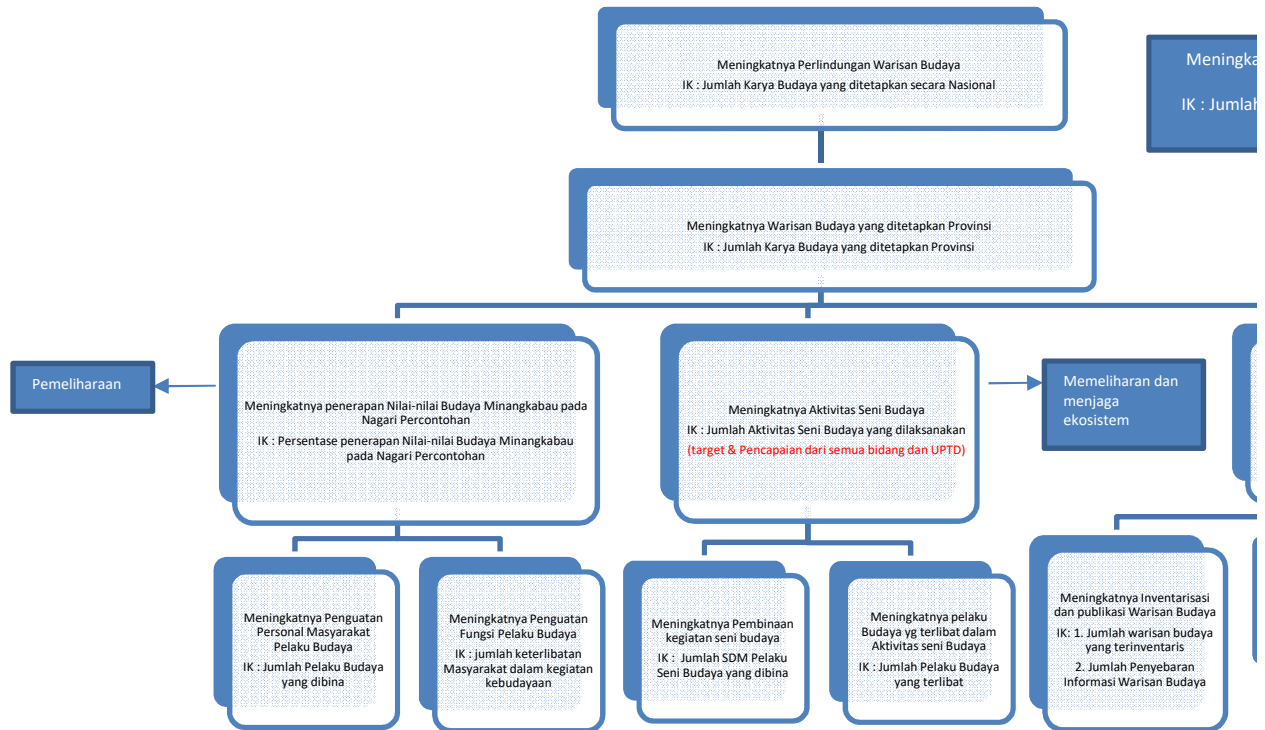 Meningkatnya Perlindungan Warisan Budaya
IK : Jumlah Karya Budaya yang ditetapkan secara Nasional
IK : Jumlah
Meningkatnya Warisan Budaya yang ditetapkan Provinsi
IK : Jumlah Karya Budaya yang ditetapkan Provinsi
Pemeliharaan
Meningkatnya penerapan Nilai-nilai Budaya Minangkabau pada
Nagari Percontohan
IK : Persentase penerapan Nilai-nilai Budaya Minangkabau
pada Nagari Percontohan
Meningkatnya Aktivitas Seni Budaya
IK : Jumlah Aktivitas Seni Budaya yang dilaksanakan
(target & Pencapaian dari semua bidang dan UPTD)
Memeliharan dan
menjaga
ekosistem
Meningkatnya Penguatan
Personal Masyarakat
Pelaku Budaya
IK : Jumlah Pelaku Budaya
yang dibina
Meningkatnya Penguatan
Fungsi Pelaku Budaya
IK : jumlah keterlibatan
Masyarakat dalam kegiatan
kebudayaan
Meningkatnya Pembinaan
kegiatan seni budaya
IK : Jumlah SDM Pelaku
Seni Budaya yang dibina
Meningkatnya pelaku
Budaya yg terlibat dalam
Aktivitas seni Budaya
IK : Jumlah Pelaku Budaya
yang terlibat
Meningkatnya Inventarisasi
dan publikasi Warisan Budaya
IK: 1. Jumlah warisan budaya
yang terinventaris
2. Jumlah Penyebaran
Informasi Warisan Budaya